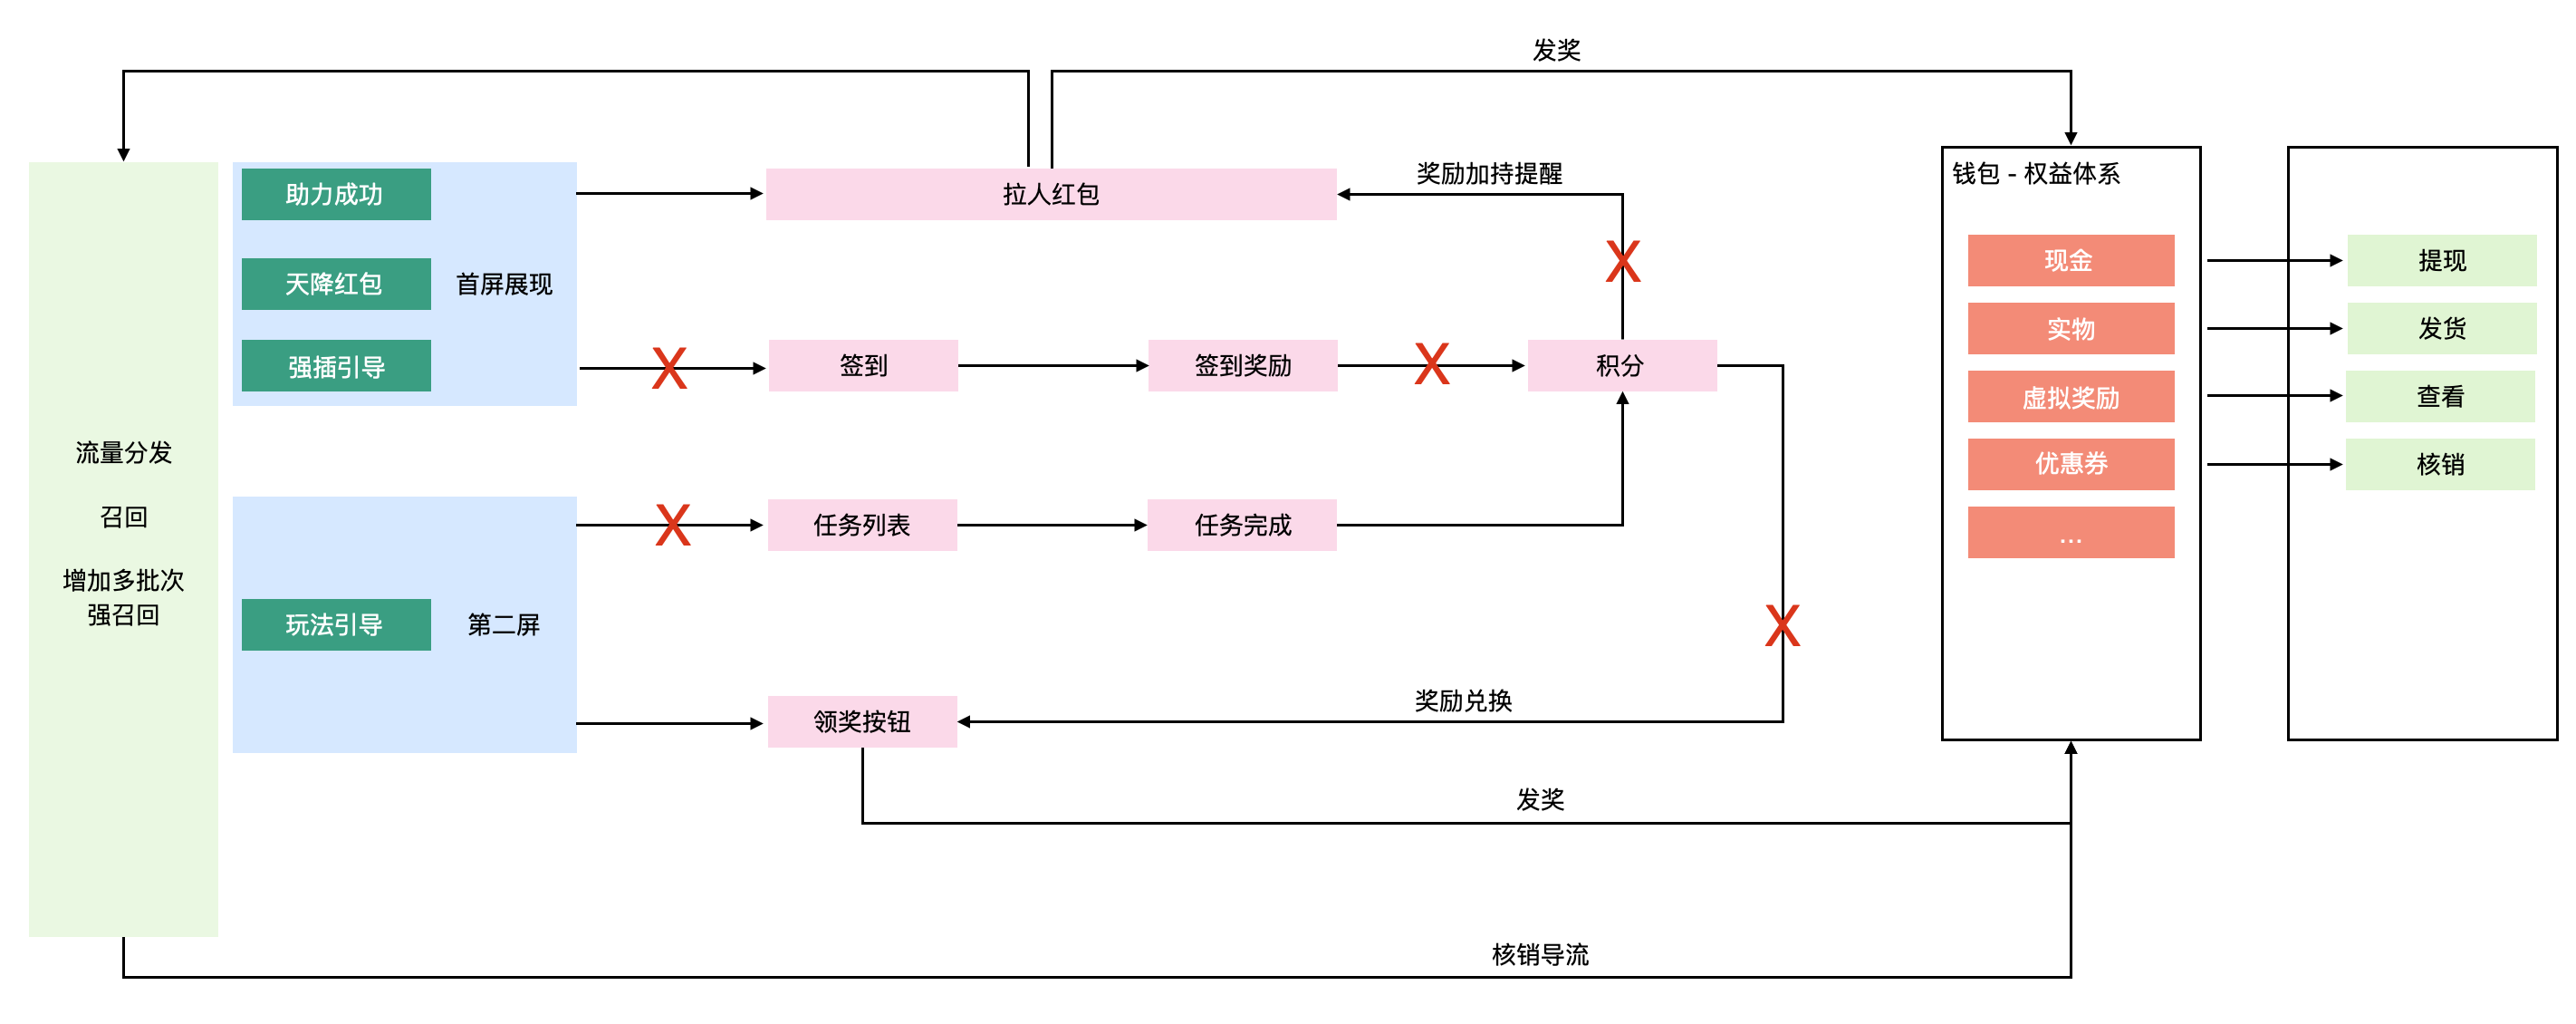 发奖
助力成功
拉人红包
奖励加持提醒
钱包 - 权益体系
X
现金
提现
天降红包
首屏展现
实物
发货
强插引导
X
签到
签到奖励
X
积分
虚拟奖励
查看
流量分发
优惠券
核销
召回
X
任务列表
任务完成
...
增加多批次
强召回
玩法引导
第二屏
X
奖励兑换
领奖按钮
发奖
核销导流